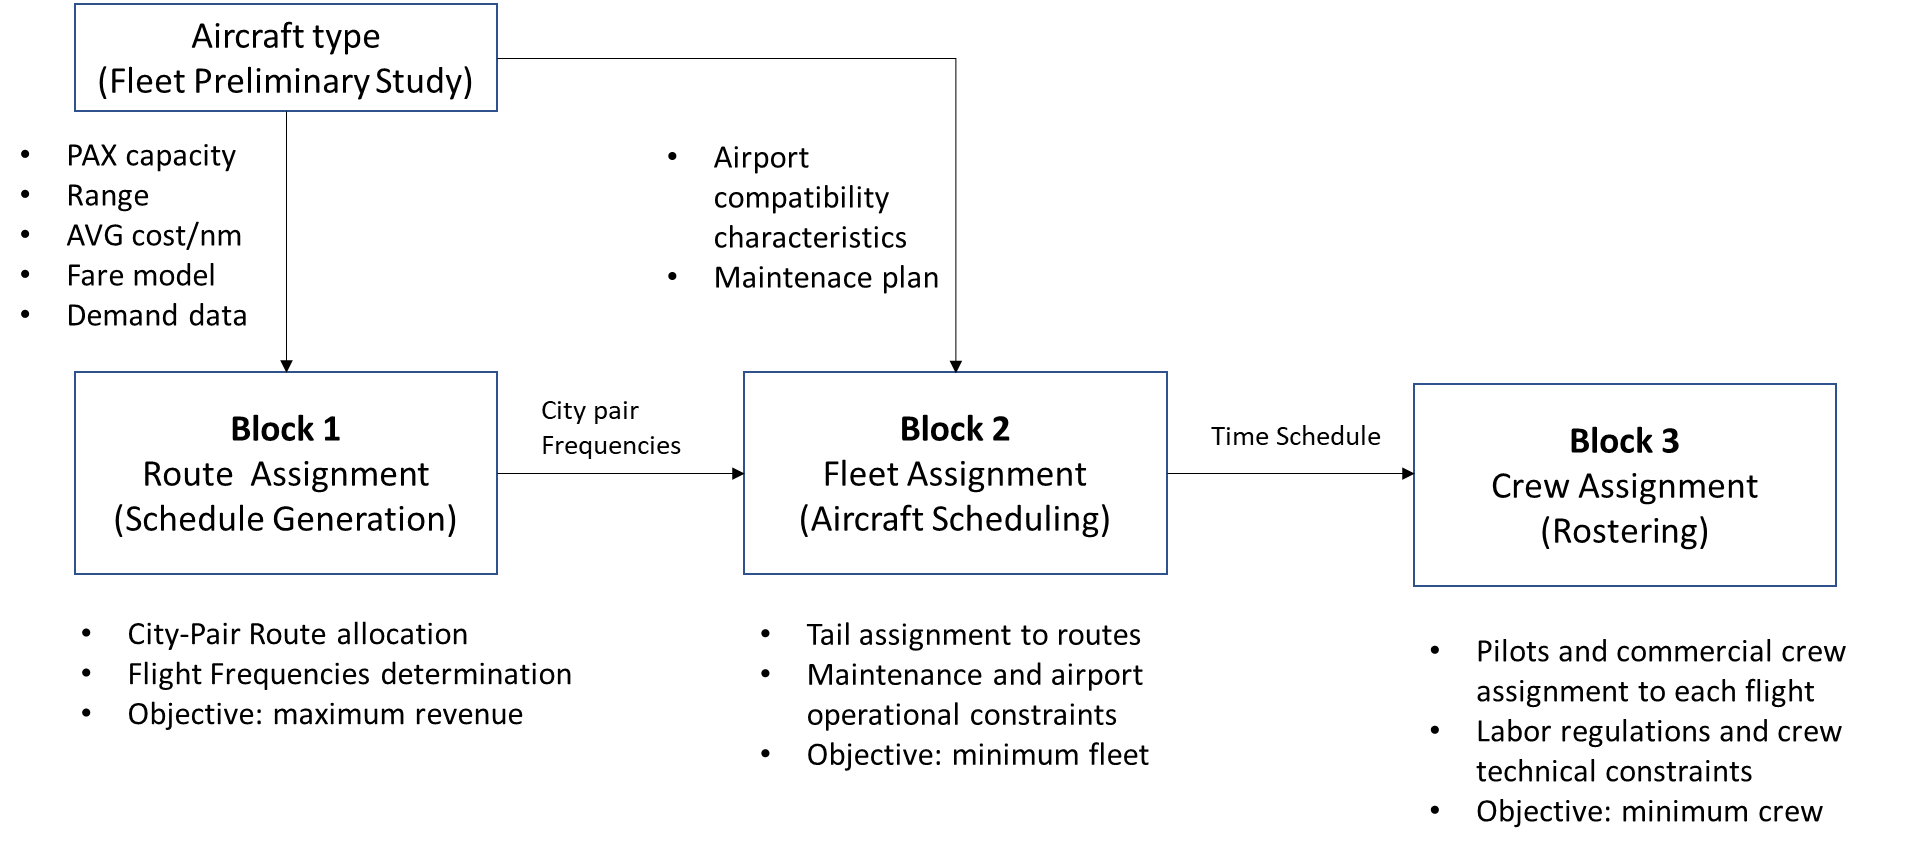 Aircraft type
(Fleet Preliminary Study)
• PAX capacity
• Range
• AVG cost/nm
• Fare model
• Demand data
• Airport
compatibility
characteristics
• Maintenace plan
Block 1
Route Assignment
(Schedule Generation)
City pair
Frequencies
Block 2
Fleet Assignment
(Aircraft Scheduling)
Time Schedule
Block 3
Crew Assignment
(Rostering)
• City-Pair Route allocation
• Flight Frequencies determination
• Objective: maximum revenue
• Tail assignment to routes
• Maintenance and airport
operational constraints
• Objective: minimum fleet
• Pilots and commercial crew
assignment to each flight
• Labor regulations and crew
technical constraints
• Objective: minimum crew